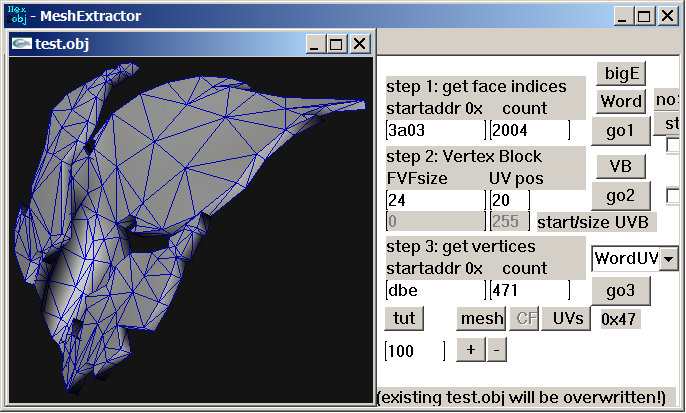 Hex
obj - MeshExtractor
test.obj
bigE
step 1: get face indices
startaddr 0x count
Word
no
3a03 2004
go1
st
step 2: Vertex Block
FVFsize UV pos
VB
24 20
go2
0 255 start/size UVB
step 3: get vertices
startaddr 0x count
WordUV
dbe 471
go3
tut mesh CF UVs 0x47
100 + -
(existing test.obj will be overwritten!)